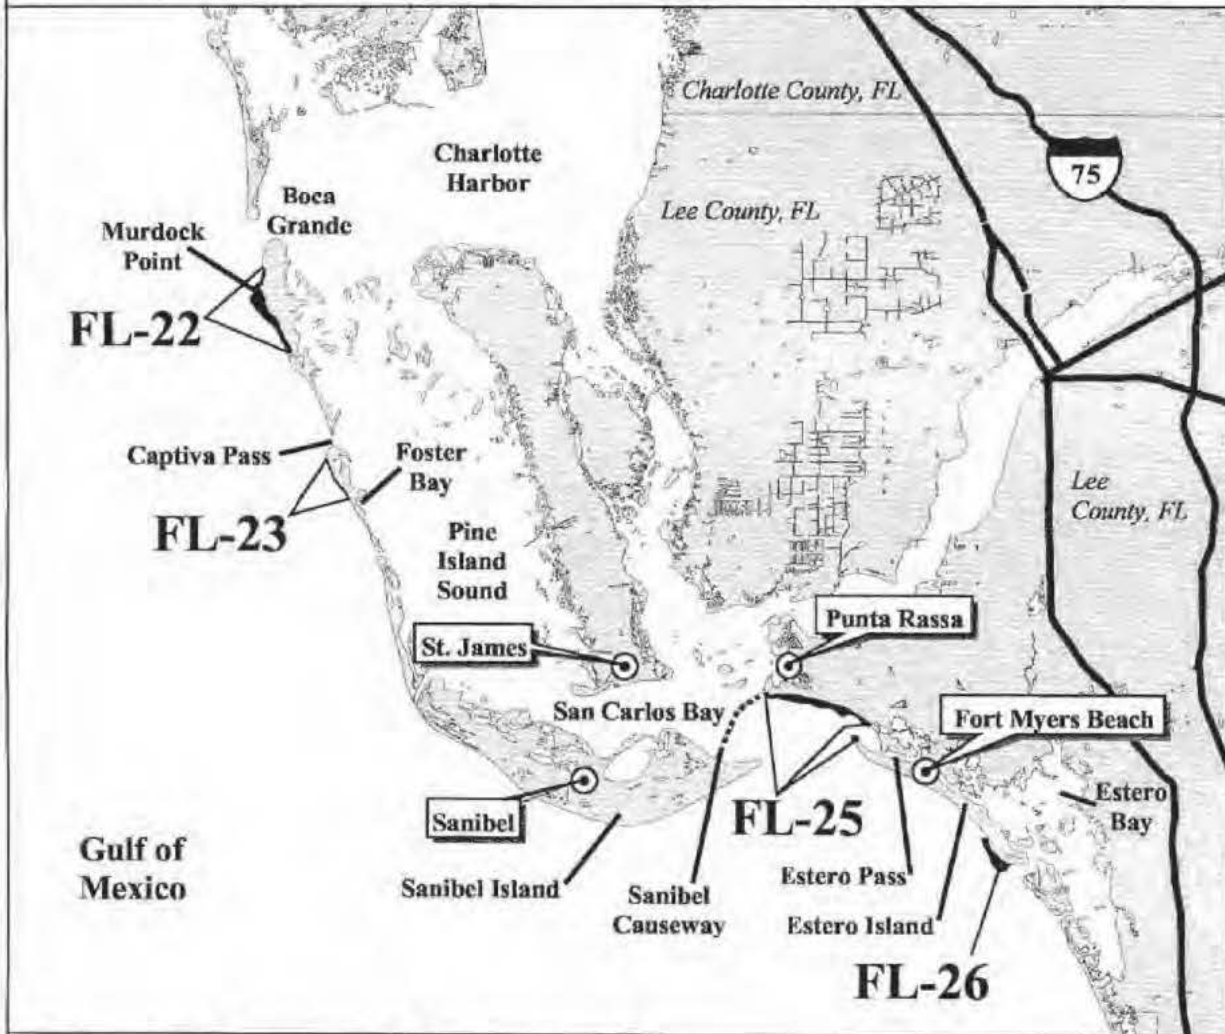 Charlotte County, FL
75
Charlotte
Harbor
Boca
Grande
Lee County, FL
Murdock
Point
FL-22
Captiva Pass
Foster
Bay
Lee
County, FL
FL-23
Pine
Island
Sound
Punta Rassa
St. James
San Carlos Bay
Fort Myers Beach
Sanibel
FL-25
Estero
Bay
Gulf of
Mexico
Sanibel Island
Sanibel
Causeway
Estero Pass
Estero Island
FL-26